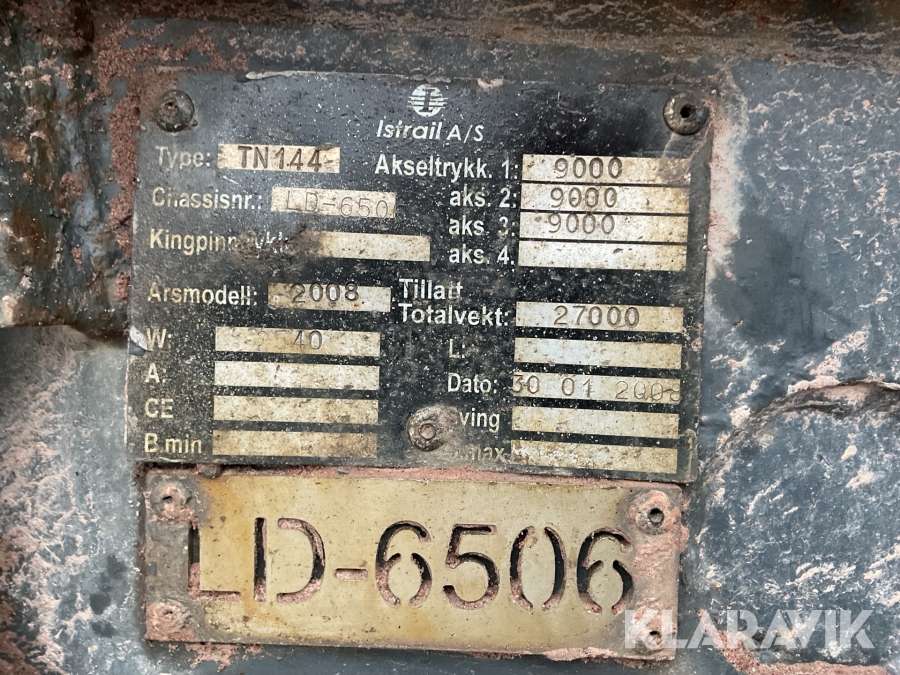 Istrail A/S
Type: TN144
Chassisnr.: LD-650
Årsmodell: 2008
W: 40
A
CE
B min
Akseltrykk. 1: 9000
aks. 2: 9000
aks. 3: 9000
aks. 4:
Tillatt
Totalvekt: 27000
L:
Dato: 30 01 2008
LD-6506
KLARAVIK